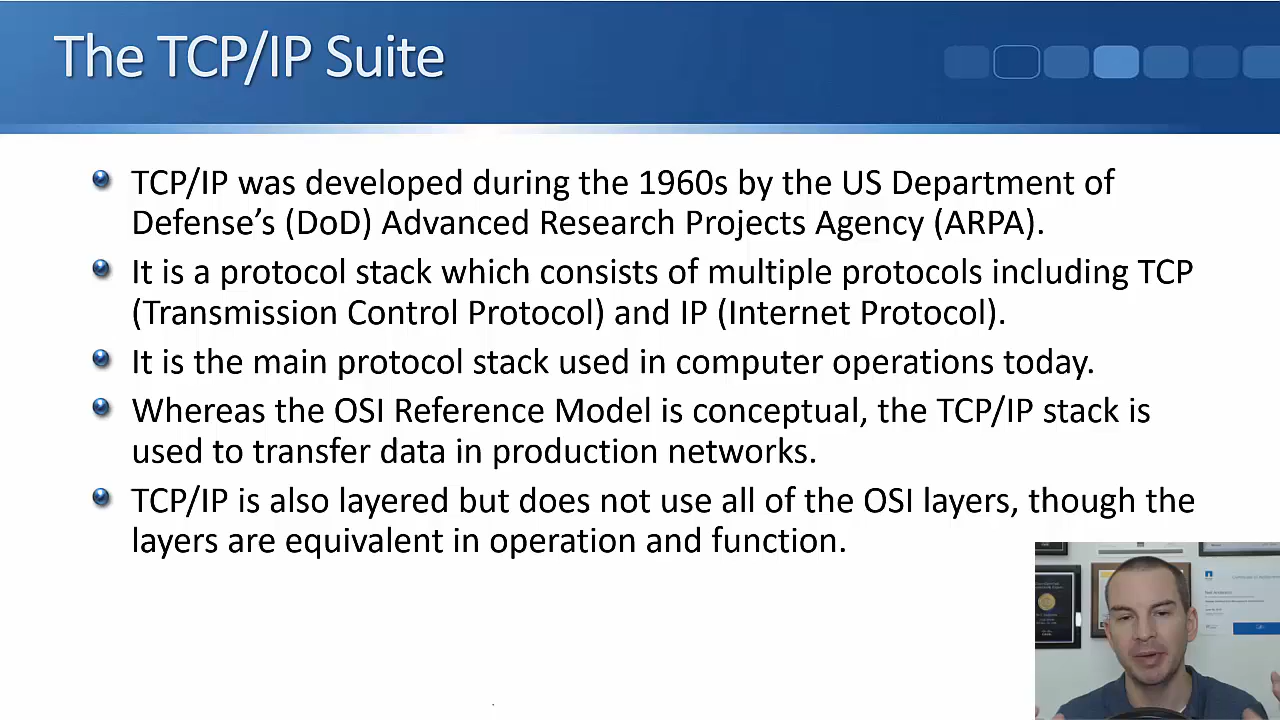 The TCP/IP Suite
TCP/IP was developed during the 1960s by the US Department of
Defense’s (DoD) Advanced Research Projects Agency (ARPA).
It is a protocol stack which consists of multiple protocols including TCP
(Transmission Control Protocol) and IP (Internet Protocol).
It is the main protocol stack used in computer operations today.
Whereas the OSI Reference Model is conceptual, the TCP/IP stack is
used to transfer data in production networks.
TCP/IP is also layered but does not use all of the OSI layers, though the
layers are equivalent in operation and function.